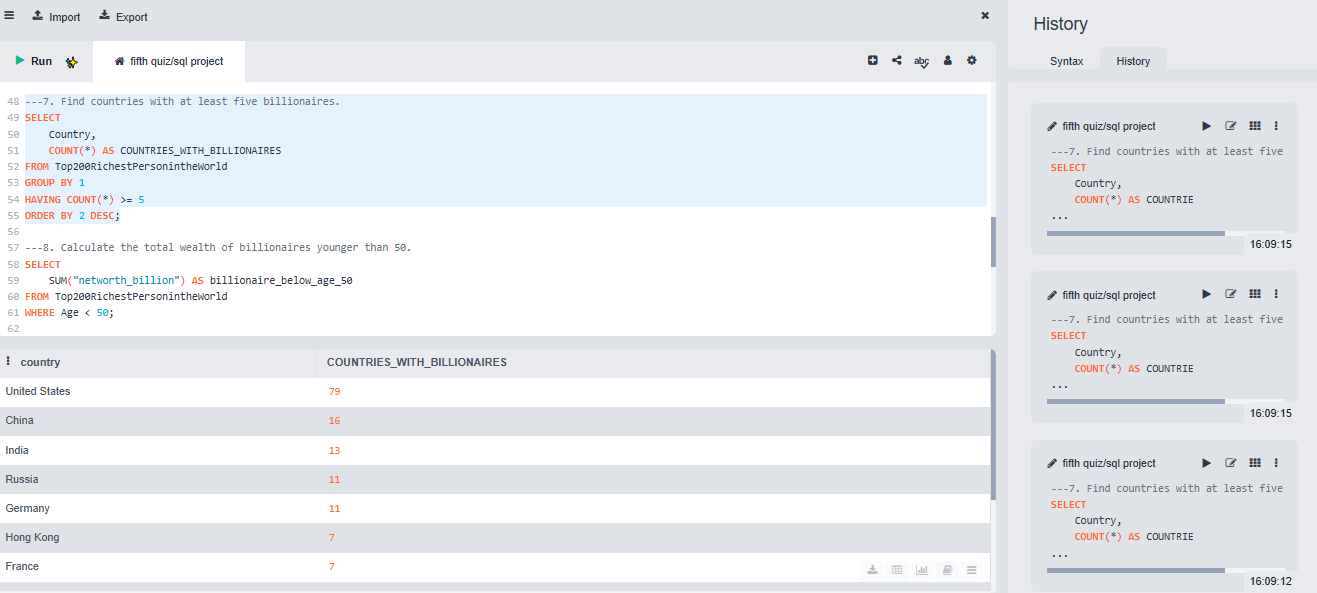 Import Export
Run fifth quiz/sql project abc
48 ---7. Find countries with at least five billionaires.
49 SELECT
50 Country,
51 COUNT(*) AS COUNTRIES_WITH_BILLIONAIRES
52 FROM Top200RichestPersonintheWorld
53 GROUP BY 1
54 HAVING COUNT(*) >= 5
55 ORDER BY 2 DESC;
56
57 ---8. Calculate the total wealth of billionaires younger than 50.
58 SELECT
59 SUM("networth_billion") AS billionaire_below_age_50
60 FROM Top200RichestPersonintheWorld
61 WHERE Age < 50;
62
country COUNTRIES_WITH_BILLIONAIRES
United States 79
China 16
India 13
Russia 11
Germany 11
Hong Kong 7
France 7
History
Syntax History
fifth quiz/sql project
---7. Find countries with at least five
SELECT
Country,
COUNT(*) AS COUNTRIE
...
16:09:15
fifth quiz/sql project
---7. Find countries with at least five
SELECT
Country,
COUNT(*) AS COUNTRIE
...
16:09:15
fifth quiz/sql project
---7. Find countries with at least five
SELECT
Country,
COUNT(*) AS COUNTRIE
...
16:09:12